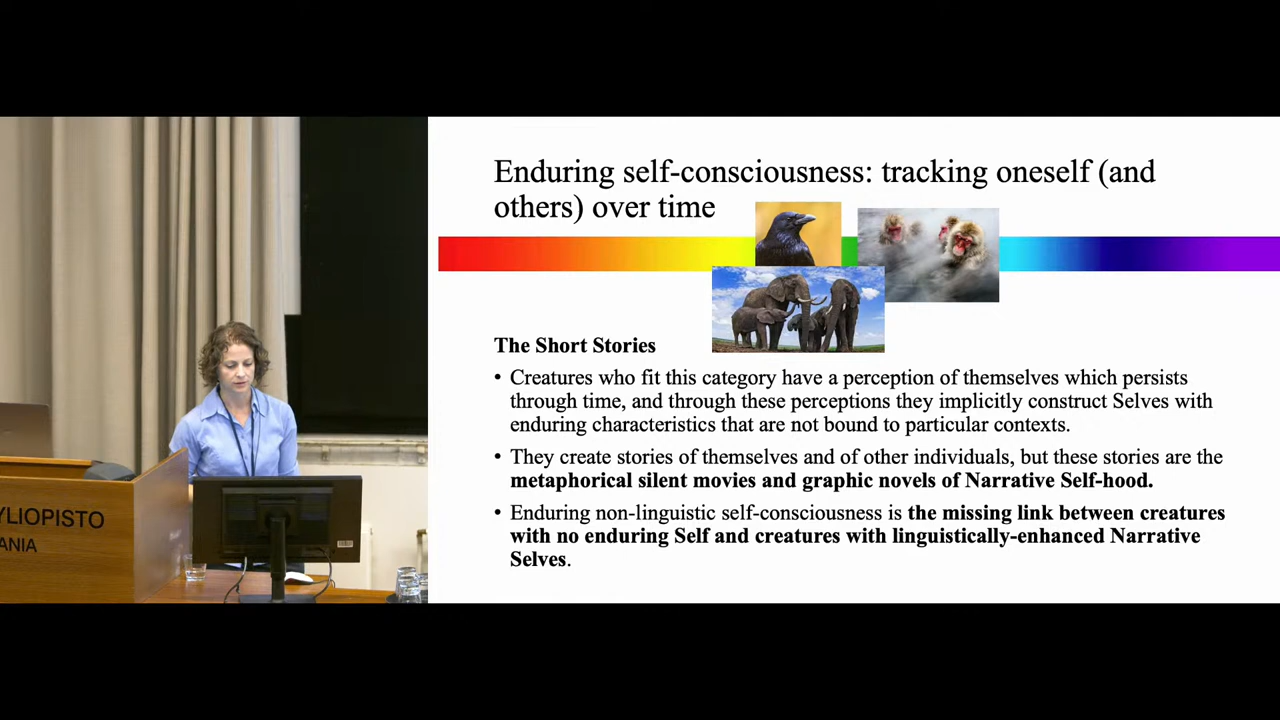 Enduring self-consciousness: tracking oneself (and
others) over time
The Short Stories
• Creatures who fit this category have a perception of themselves which persists
through time, and through these perceptions they implicitly construct Selves with
enduring characteristics that are not bound to particular contexts.
• They create stories of themselves and of other individuals, but these stories are the
metaphorical silent movies and graphic novels of Narrative Self-hood.
• Enduring non-linguistic self-consciousness is the missing link between creatures
with no enduring Self and creatures with linguistically-enhanced Narrative
Selves.
YLIOPISTO
ANIA